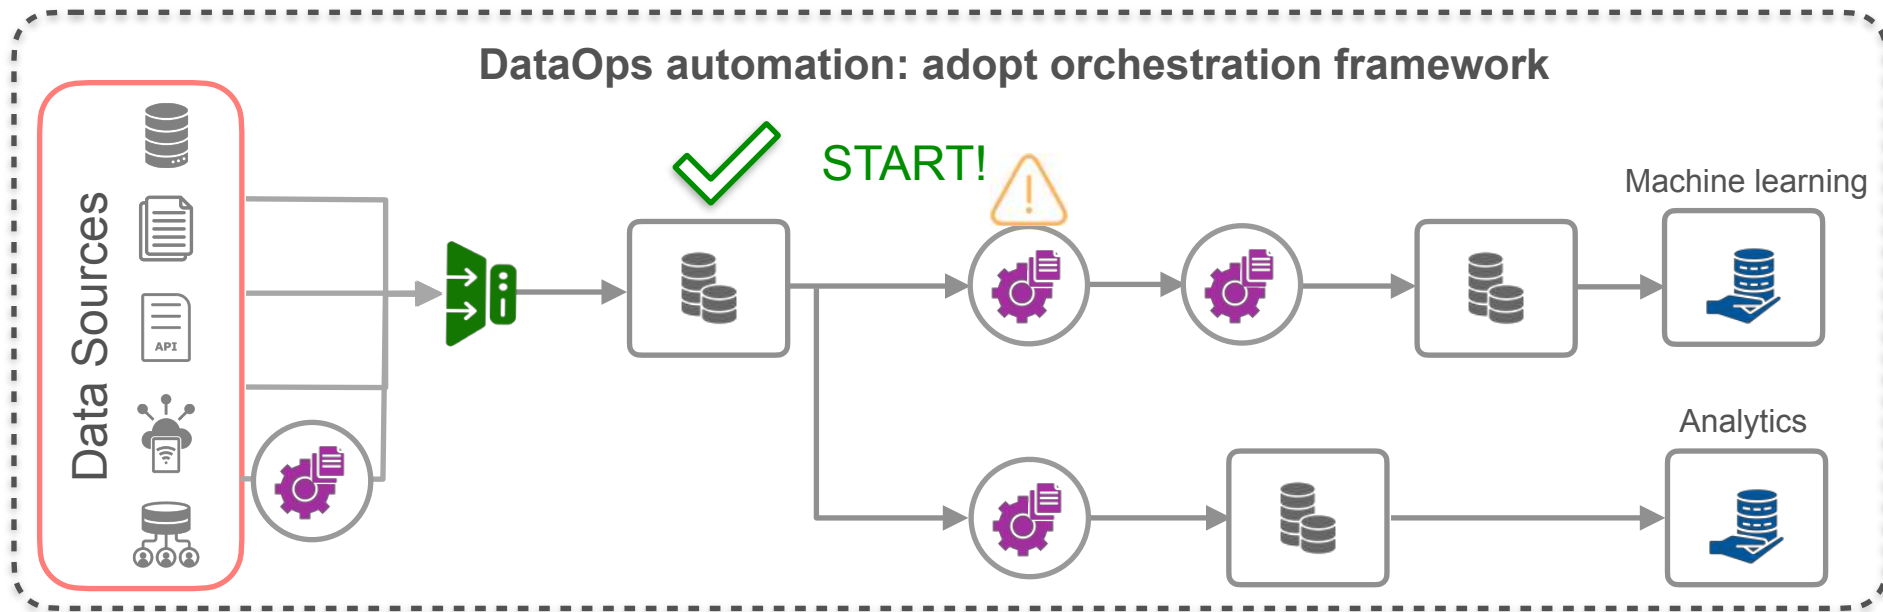 DataOps automation: adopt orchestration framework
START!
Machine learning
Data Sources
API
Analytics